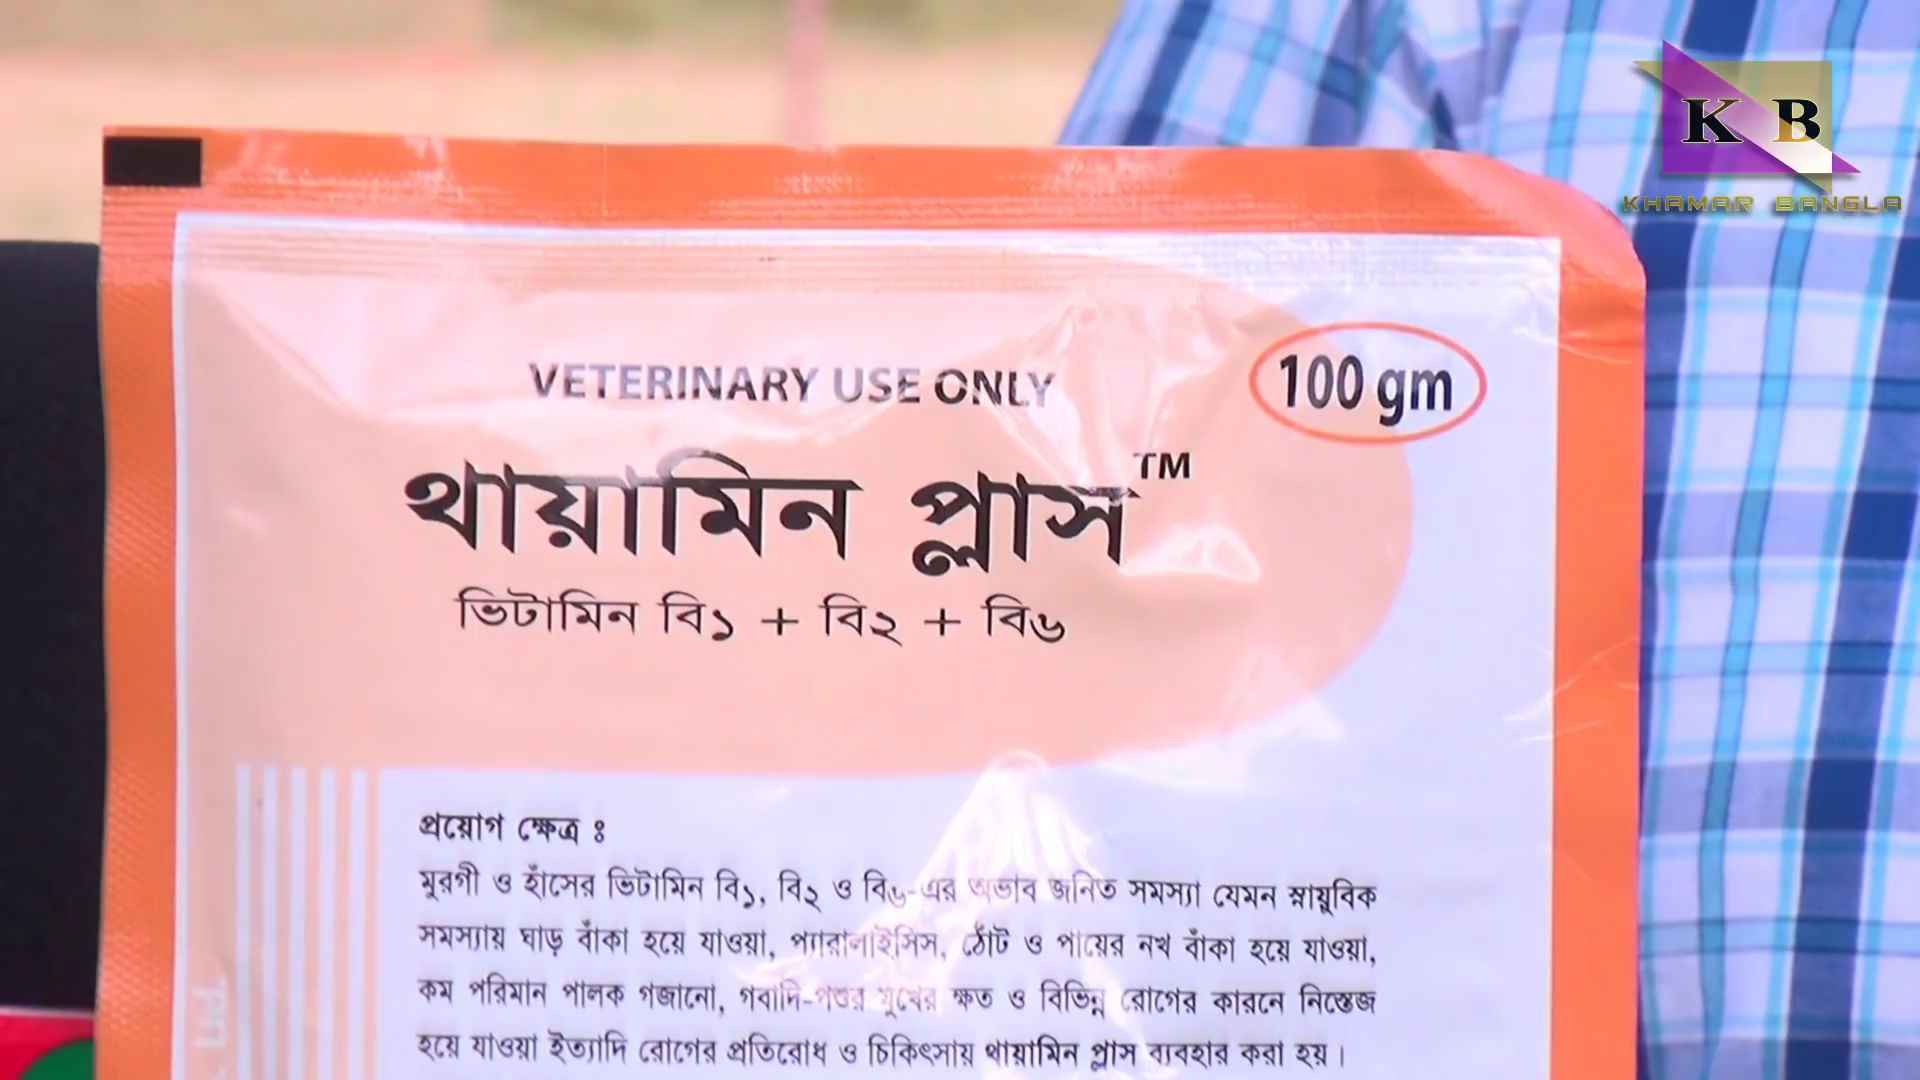 K B
KHAMAR BANGLA
VETERINARY USE ONLY
100 gm
থায়ামিন প্লাস™
ভিটামিন বি১ + বি২ + বি৬
প্রয়োগ ক্ষেত্র ঃ
মুরগী ও হাঁসের ভিটামিন বি১, বি২ ও বি৬-এর অভাব জনিত সমস্যা যেমন স্নায়ুবিক
সমস্যায় ঘাড় বাঁকা হয়ে যাওয়া, প্যারালাইসিস, ঠোঁট ও পায়ের নখ বাঁকা হয়ে যাওয়া,
কম পরিমান পালক গজানো, গবাদি-পশুর মুখের ক্ষত ও বিভিন্ন রোগের কারনে নিস্তেজ
হয়ে যাওয়া ইত্যাদি রোগের প্রতিরোধ ও চিকিৎসায় থায়ামিন প্লাস ব্যবহার করা হয়।